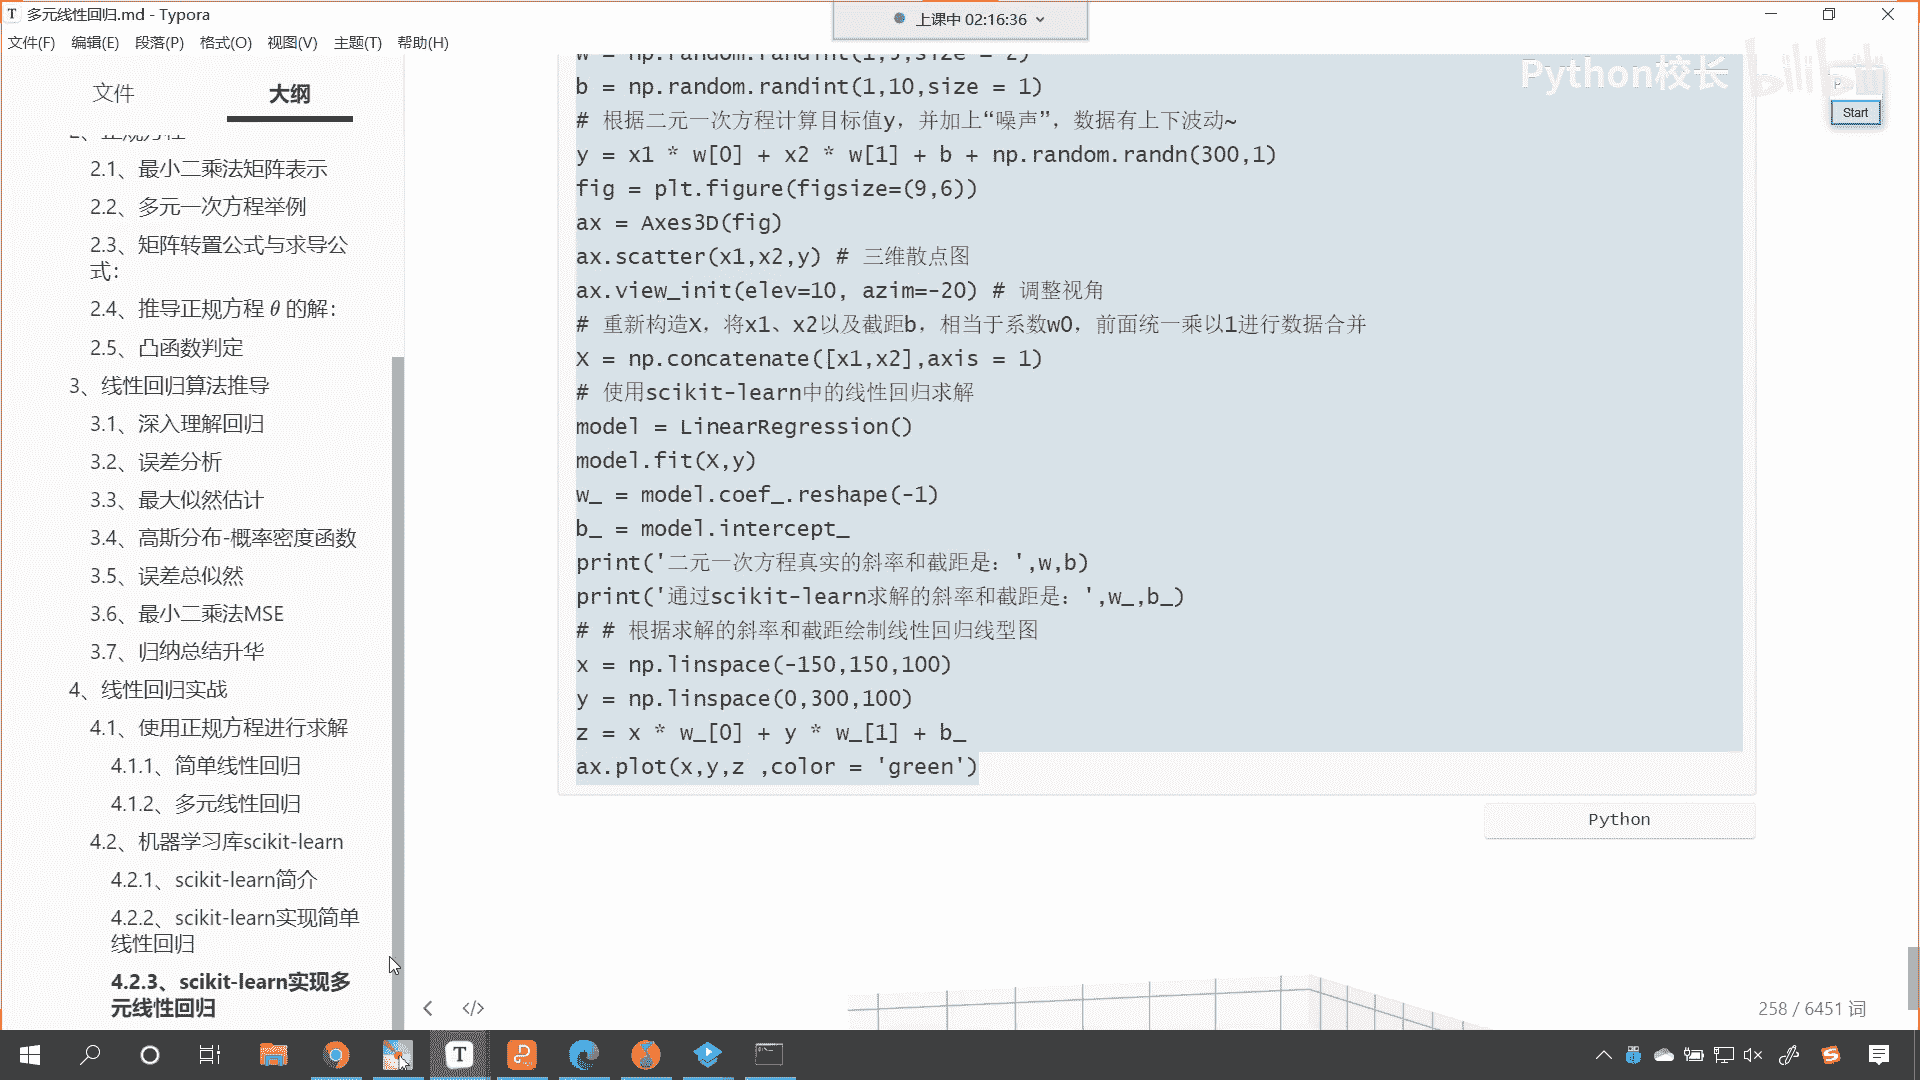 多元线性回归.md - Typora
上课中 02:16:36
文件(F) 编辑(E) 段落(P) 格式(O) 视图(V) 主题(T) 帮助(H)
Python校长 bilibili
Start
文件 大纲
2、正规方程
2.1、最小二乘法矩阵表示
2.2、多元一次方程举例
2.3、矩阵转置公式与求导公
式：
2.4、推导正规方程 θ 的解：
2.5、凸函数判定
3、线性回归算法推导
3.1、深入理解回归
3.2、误差分析
3.3、最大似然估计
3.4、高斯分布-概率密度函数
3.5、误差总似然
3.6、最小二乘法MSE
3.7、归纳总结升华
4、线性回归实战
4.1、使用正规方程进行求解
4.1.1、简单线性回归
4.1.2、多元线性回归
4.2、机器学习库scikit-learn
4.2.1、scikit-learn简介
4.2.2、scikit-learn实现简单
线性回归
4.2.3、scikit-learn实现多
元线性回归
w = np.random.randint(1,5,size = 2)
b = np.random.randint(1,10,size = 1)
# 根据二元一次方程计算目标值y，并加上“噪声”，数据有上下波动~
y = x1 * w[0] + x2 * w[1] + b + np.random.randn(300,1)
fig = plt.figure(figsize=(9,6))
ax = Axes3D(fig)
ax.scatter(x1,x2,y) # 三维散点图
ax.view_init(elev=10, azim=-20) # 调整视角
# 重新构造X，将x1、x2以及截距b，相当于系数w0，前面统一乘以1进行数据合并
X = np.concatenate([x1,x2],axis = 1)
# 使用scikit-learn中的线性回归求解
model = LinearRegression()
model.fit(X,y)
w_ = model.coef_.reshape(-1)
b_ = model.intercept_
print('二元一次方程真实的斜率和截距是：',w,b)
print('通过scikit-learn求解的斜率和截距是：',w_,b_)
# # 根据求解的斜率和截距绘制线性回归线型图
x = np.linspace(-150,150,100)
y = np.linspace(0,300,100)
z = x * w_[0] + y * w_[1] + b_
ax.plot(x,y,z ,color = 'green')
Python
258 / 6451 词